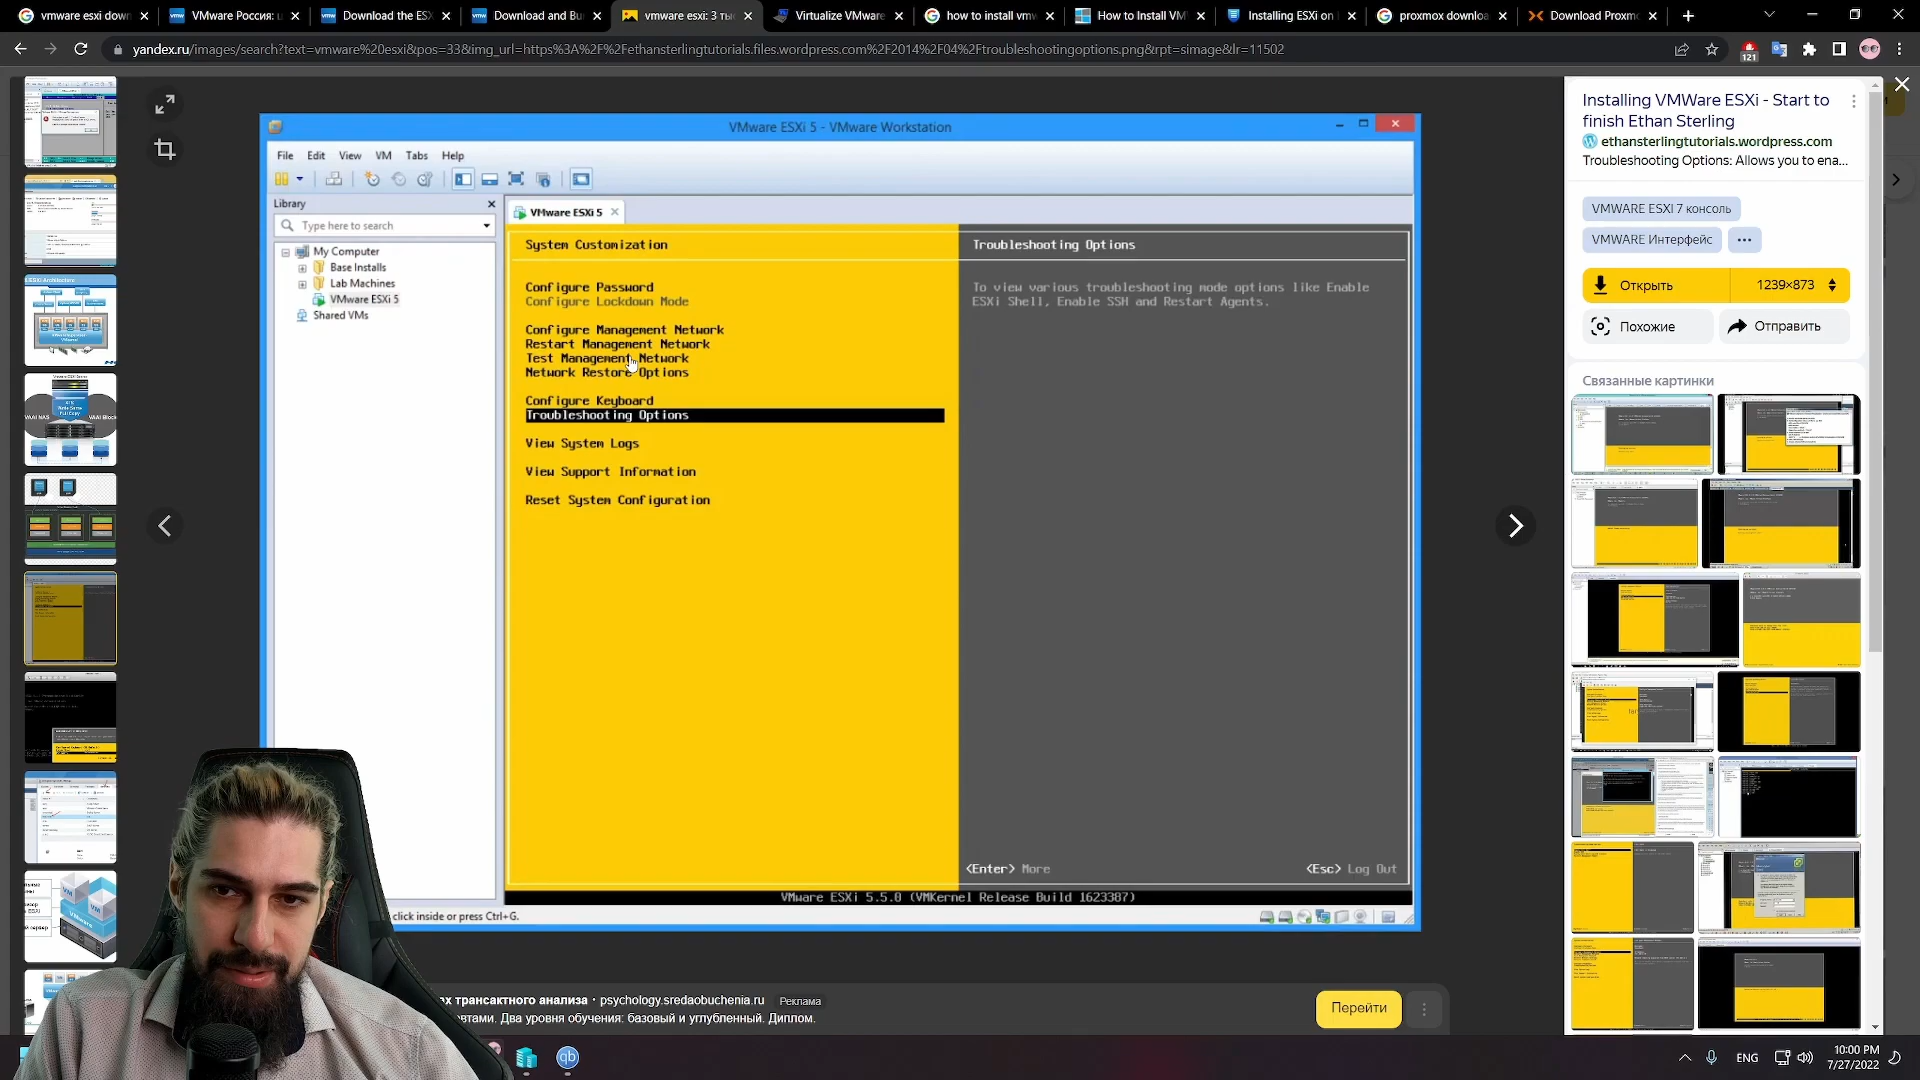 vmware esxi down
VMware Россия: ц
Download the ESX
Download and Bu
vmware esxi: 3 ты
Virtualize VMware
how to install vmw
How to Install VM
Installing ESXi on
proxmox downloa
Download Proxmo
yandex.ru/images/search?text=vmware%20esxi&pos=33&img_url=https%3A%2F%2Fethansterlingtutorials.files.wordpress.com%2F2014%2F04%2Ftroubleshootingoptions.png&rpt=simage&lr=11502
121
VMware ESXi 5 - VMware Workstation
File Edit View VM Tabs Help
Library
Type here to search
My Computer
Base Installs
Lab Machines
VMware ESXi 5
Shared VMs
VMware ESXi 5
System Customization
Configure Password
Configure Lockdown Mode
Configure Management Network
Restart Management Network
Test Management Network
Network Restore Options
Configure Keyboard
Troubleshooting Options
View System Logs
View Support Information
Reset System Configuration
Troubleshooting Options
To view various troubleshooting mode options like Enable
ESXi Shell, Enable SSH and Restart Agents.
<Enter> More
<Esc> Log Out
VMware ESXi 5.5.0 (VMKernel Release Build 1623387)
click inside or press Ctrl+G.
Installing VMWare ESXi - Start to
finish Ethan Sterling
ethansterlingtutorials.wordpress.com
Troubleshooting Options: Allows you to ena...
VMWARE ESXI 7 консоль
VMWARE Интерфейс
Открыть
1239×873
Похожие
Отправить
Связанные картинки
ах трансактного анализа · psychology.sredaobuchenia.ru Реклама
Два уровня обучения: базовый и углубленный. Диплом.
Перейти
qb
ENG
10:00 PM
7/27/2022